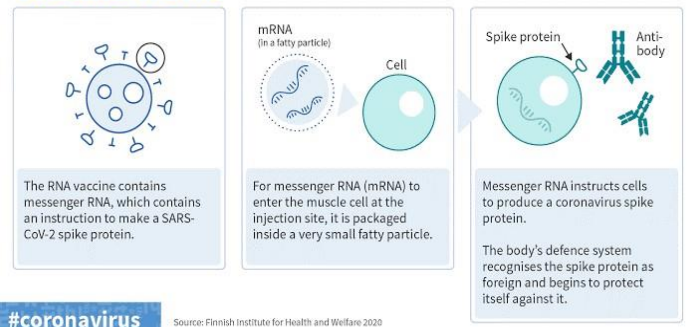 mRNA
(in a fatty particle)
Cell
Spike protein
Anti-
body
The RNA vaccine contains
messenger RNA, which contains
an instruction to make a SARS-
CoV-2 spike protein.
For messenger RNA (mRNA) to
enter the muscle cell at the
injection site, it is packaged
inside a very small fatty particle.
Messenger RNA instructs cells
to produce a coronavirus spike
protein.
The body's defence system
recognises the spike protein as
foreign and begins to protect
itself against it.
#coronavirus
Source: Finnish Institute for Health and Welfare 2020